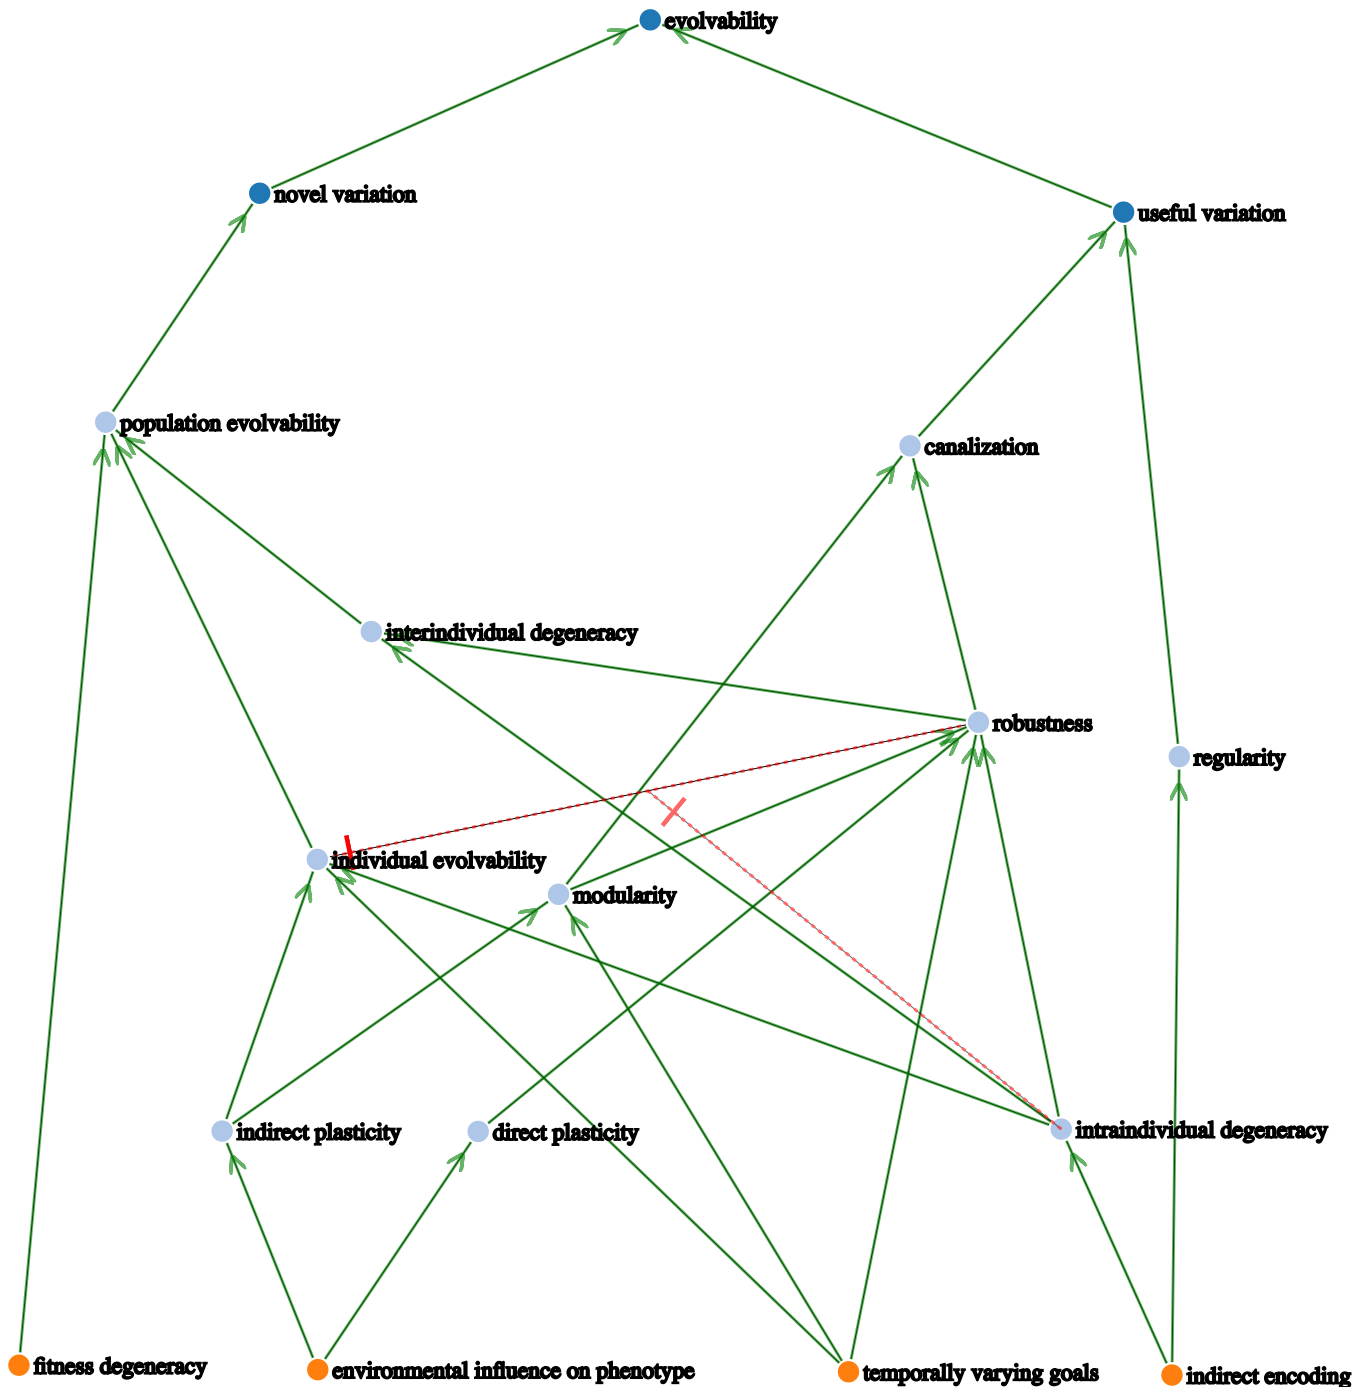 evolvability
novel variation
useful variation
population evolvability
canalization
interindividual degeneracy
robustness
regularity
individual evolvability
modularity
indirect plasticity
direct plasticity
intraindividual degeneracy
fitness degeneracy
environmental influence on phenotype
temporally varying goals
indirect encoding